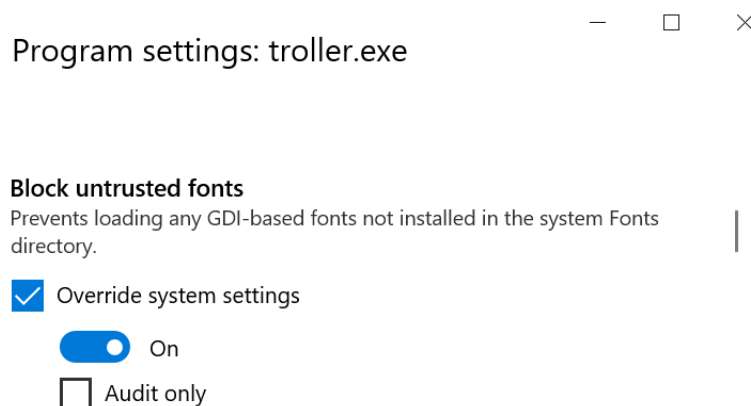 Program settings: troller.exe
Block untrusted fonts
Prevents loading any GDI-based fonts not installed in the system Fonts
directory.
Override system settings
On
Audit only